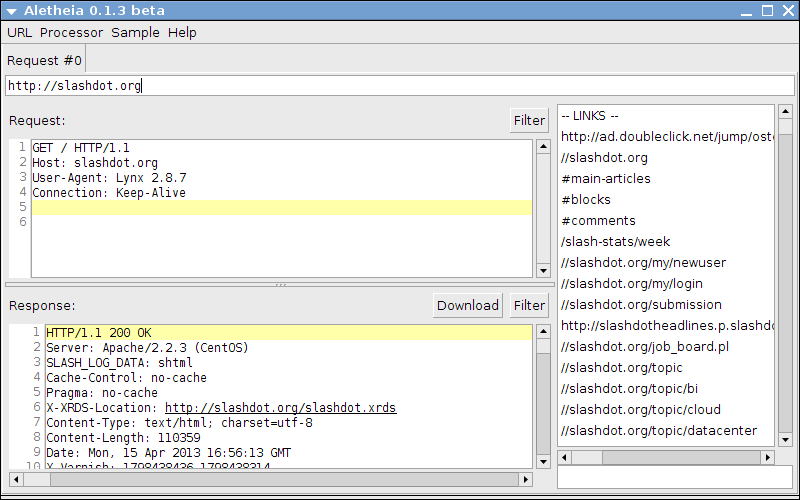 Aletheia 0.1.3 beta
URL Processor Sample Help
Request #0
http://slashdot.org
Request:
Filter
1 GET / HTTP/1.1
2 Host: slashdot.org
3 User-Agent: Lynx 2.8.7
4 Connection: Keep-Alive
5
6
Response:
Download
Filter
1 HTTP/1.1 200 OK
2 Server: Apache/2.2.3 (CentOS)
3 SLASH_LOG_DATA: shtml
4 Cache-Control: no-cache
5 Pragma: no-cache
6 X-XRDS-Location: http://slashdot.org/slashdot.xrds
7 Content-Type: text/html; charset=utf-8
8 Content-Length: 110359
9 Date: Mon, 15 Apr 2013 16:56:13 GMT
10 X-Varnish: 1798438436 1798438314
-- LINKS --
http://ad.doubleclick.net/jump/oste
//slashdot.org
#main-articles
#blocks
#comments
/slash-stats/week
//slashdot.org/my/newuser
//slashdot.org/my/login
//slashdot.org/submission
http://slashdotheadlines.p.slashdo
//slashdot.org/job_board.pl
//slashdot.org/topic
//slashdot.org/topic/bi
//slashdot.org/topic/cloud
//slashdot.org/topic/datacenter